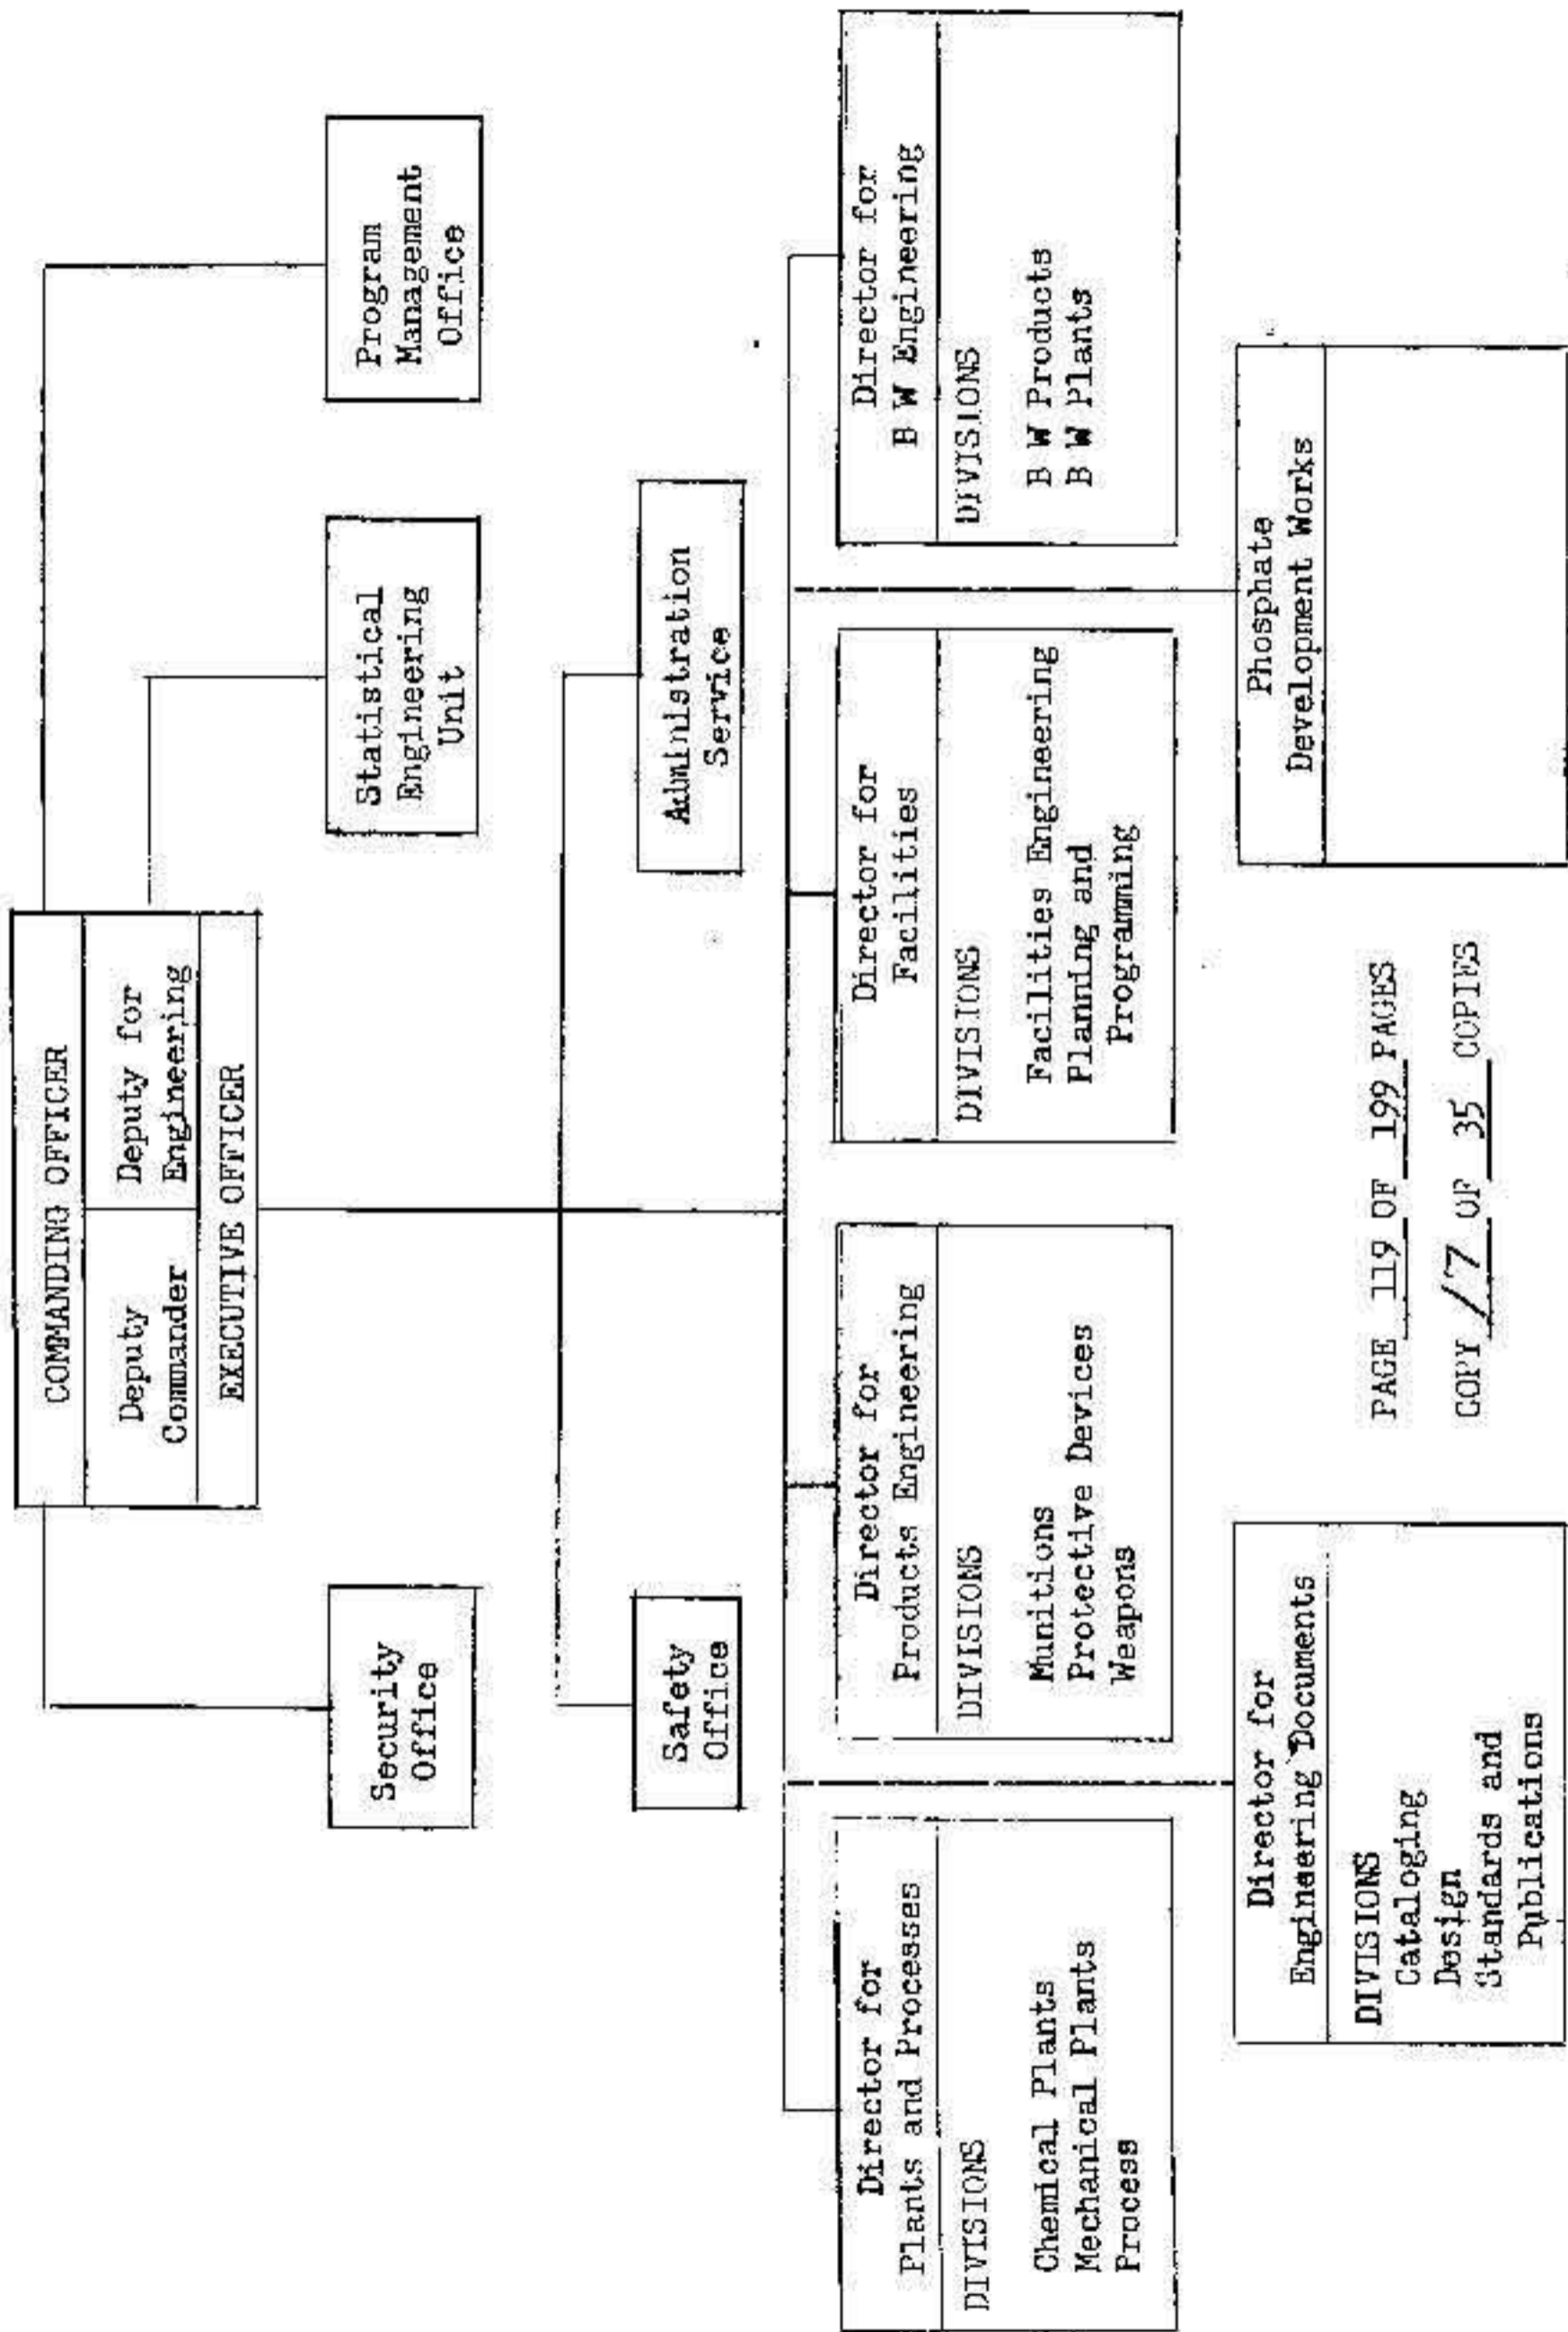 COMMANDING OFFICER
Deputy
Commander
Deputy for
Engineering
EXECUTIVE OFFICER
Security
Office
Statistical
Engineering
Unit
Program
Management
Office
Safety
Office
Administration
Service
Director for
Plants and Processes
DIVISIONS
Chemical Plants
Mechanical Plants
Process
Director for
Products Engineering
DIVISIONS
Munitions
Protective Devices
Weapons
Director for
Facilities
DIVISIONS
Facilities Engineering
Planning and
Programming
Director for
B W Engineering
DIVISIONS
B W Products
B W Plants
Director for
Engineering Documents
DIVISIONS
Cataloging
Design
Standards and
Publications
Phosphate
Development Works
PAGE 119 OF 199 PAGES
COPY 17 OF 35 COPIES